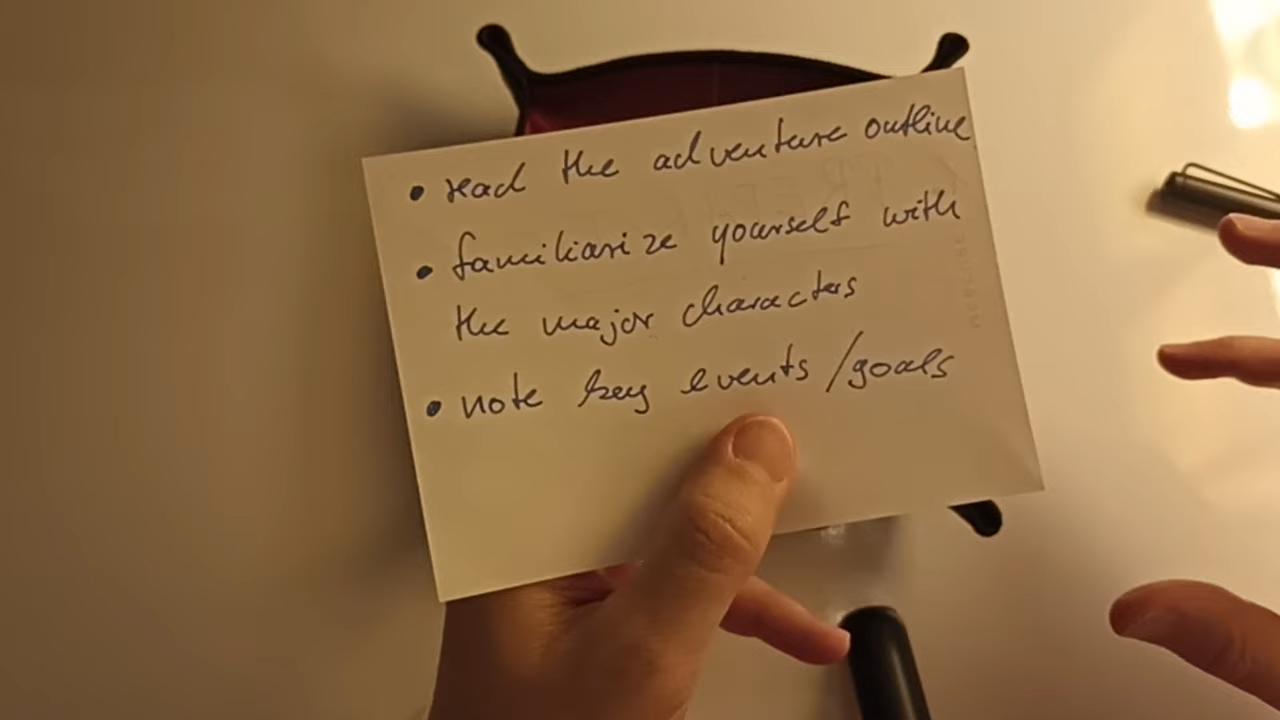 • read the adventure outline
• familiarize yourself with
the major characters
• note key events/goals